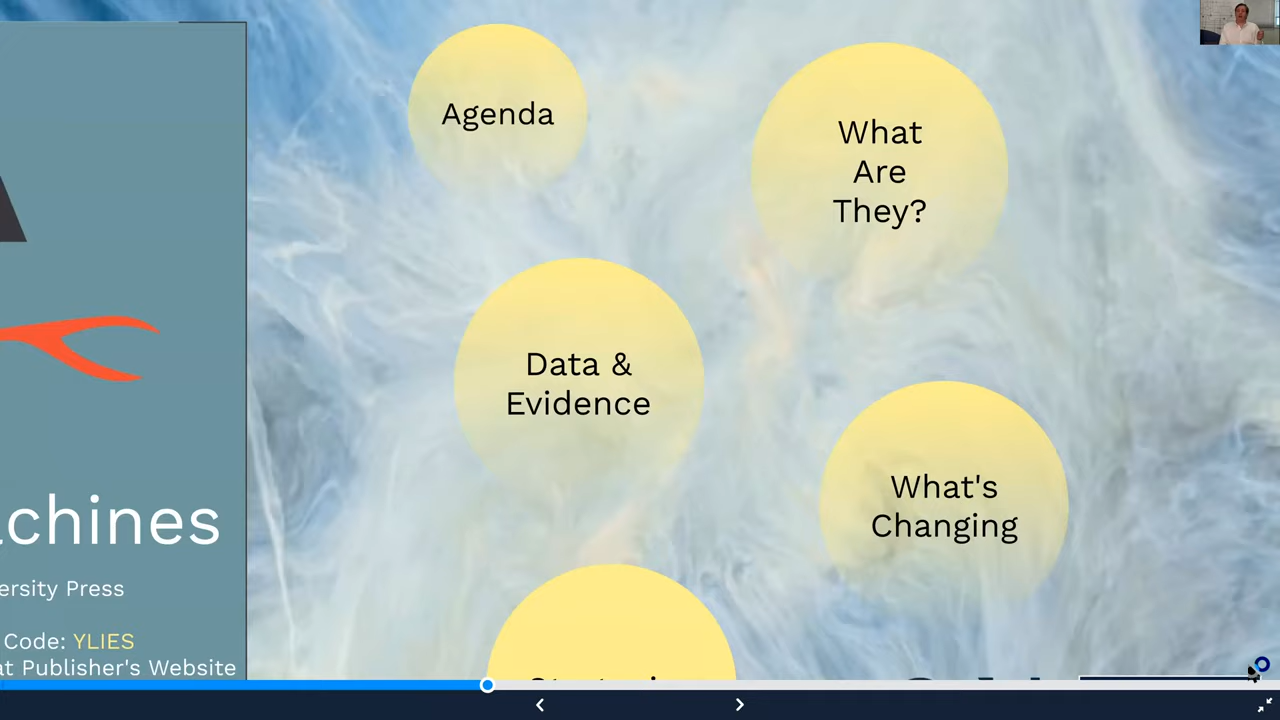 Agenda
What
Are
They?
Data &
Evidence
What's
Changing
chines
ersity Press
Code: YLIES
at Publisher's Website